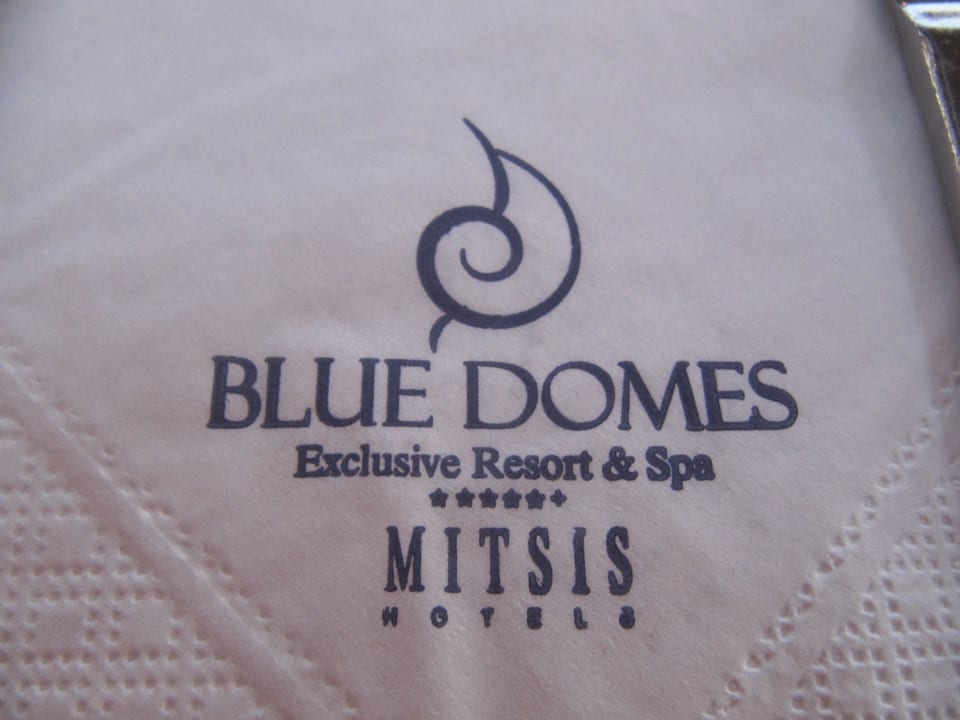 BLUE DOMES
Exclusive Resort & Spa
★★★★★+
MITSIS
HOTELS